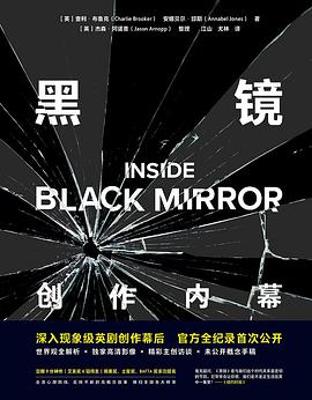 ［英］查利·布鲁克（Charlie Brooker） 安娜贝尔·琼斯（Annabel Jones） 著
［英］杰森·阿诺普（Jason Arnopp） 整理 江山 尤林 译
黑镜
INSIDE
BLACK MIRROR
创作内幕
深入现象级英剧创作幕后 官方全纪录首次公开
世界观全解析 · 独家高清影像 · 精彩主创访谈 · 未公开概念手稿